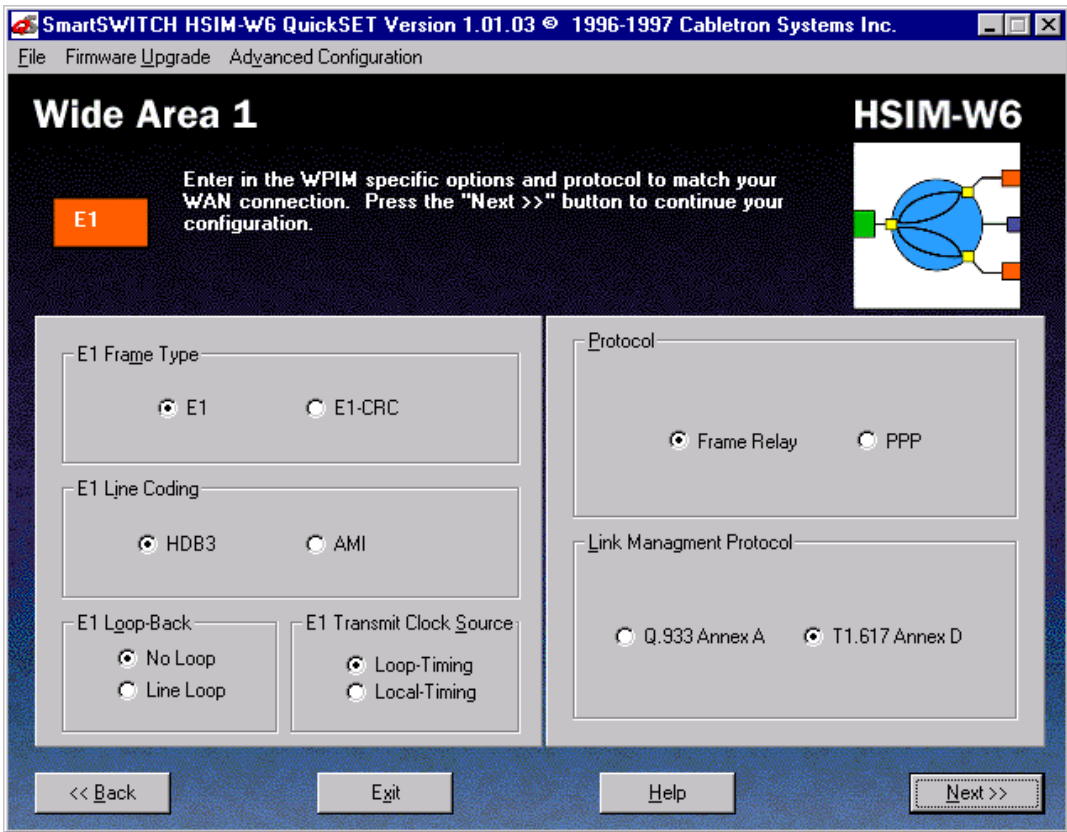 SmartSWITCH HSIM-W6 QuickSET Version 1.01.03 © 1996-1997 Cabletron Systems Inc.
File Firmware Upgrade Advanced Configuration
Wide Area 1
HSIM-W6
E1
Enter in the WPIM specific options and protocol to match your
WAN connection. Press the "Next >>" button to continue your
configuration.
E1 Frame Type
E1 E1-CRC
E1 Line Coding
HDB3 AMI
E1 Loop-Back
No Loop
Line Loop
E1 Transmit Clock Source
Loop-Timing
Local-Timing
Protocol
Frame Relay PPP
Link Managment Protocol
Q.933 Annex A T1.617 Annex D
<< Back
Exit
Help
Next >>